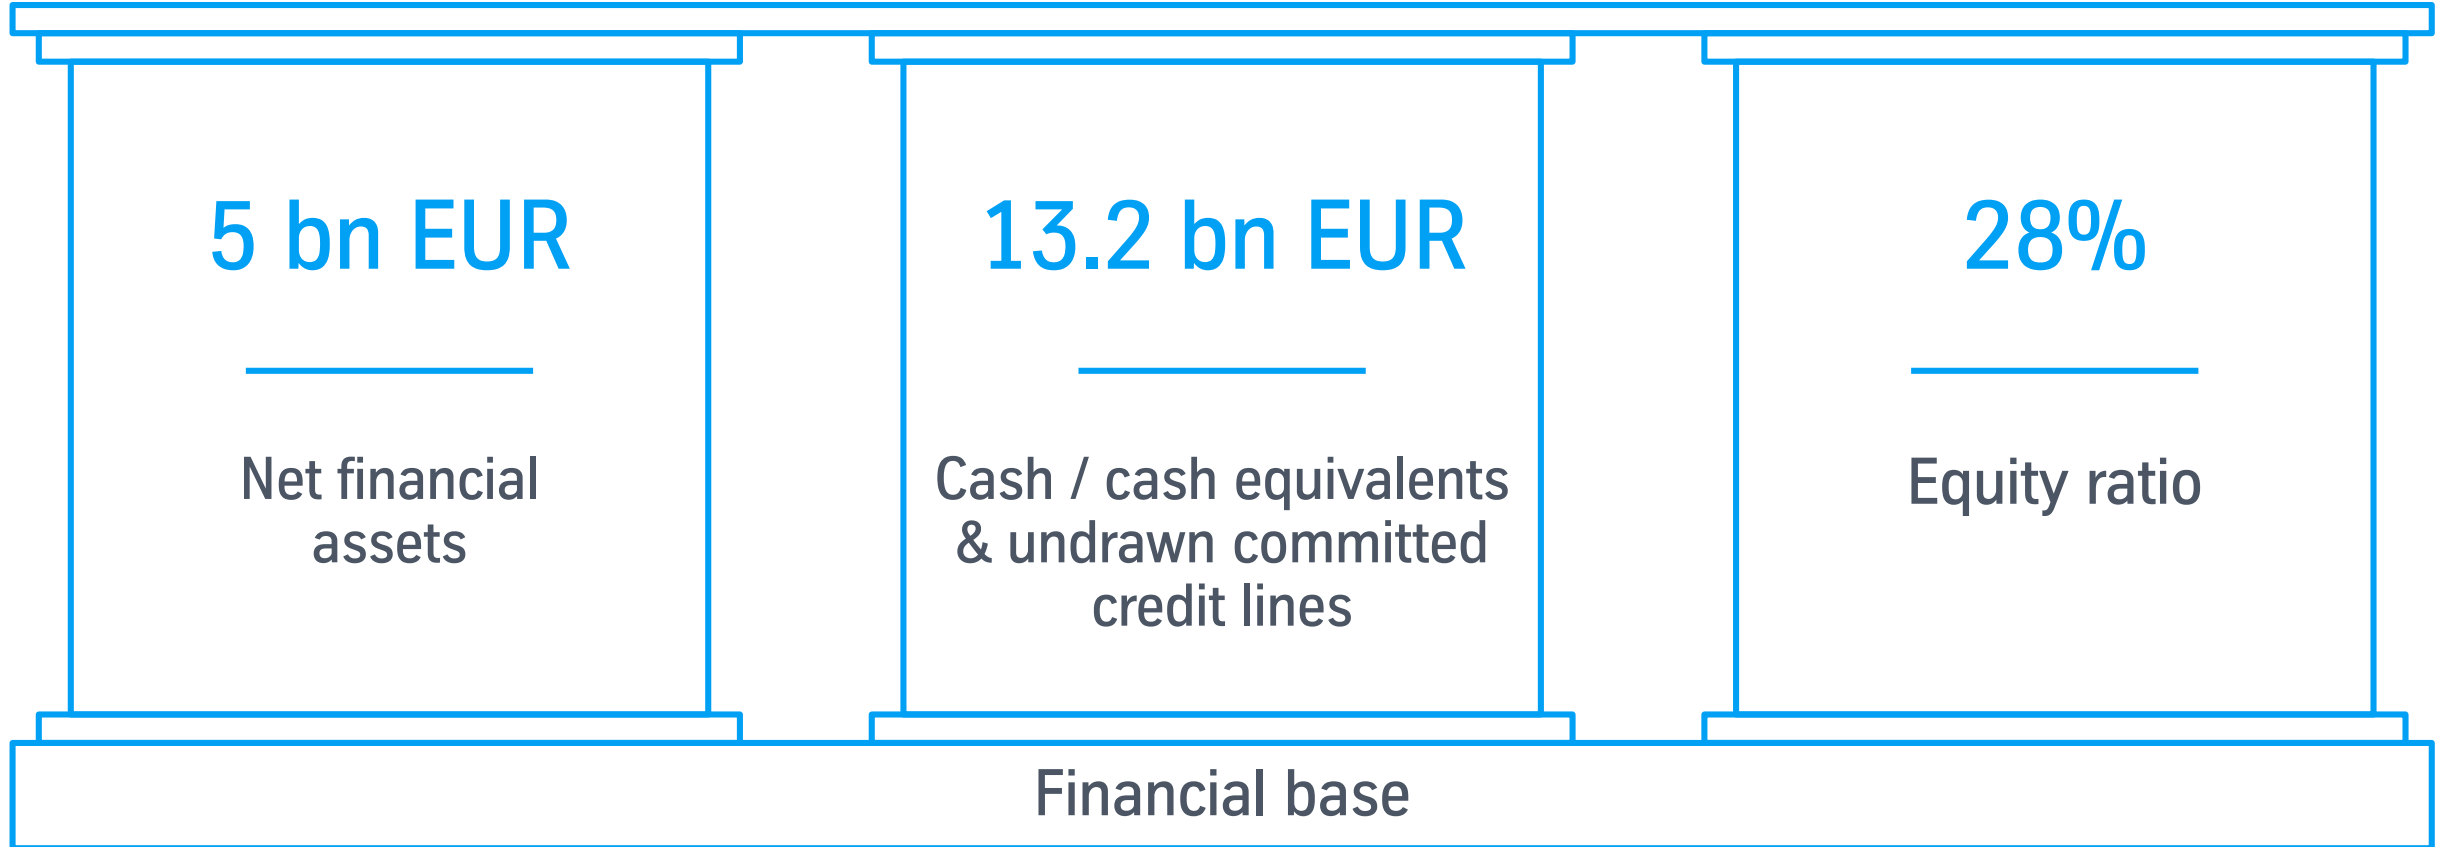 5 bn EUR
Net financial
assets
13.2 bn EUR
Cash / cash equivalents
& undrawn committed
credit lines
28%
Equity ratio
Financial base